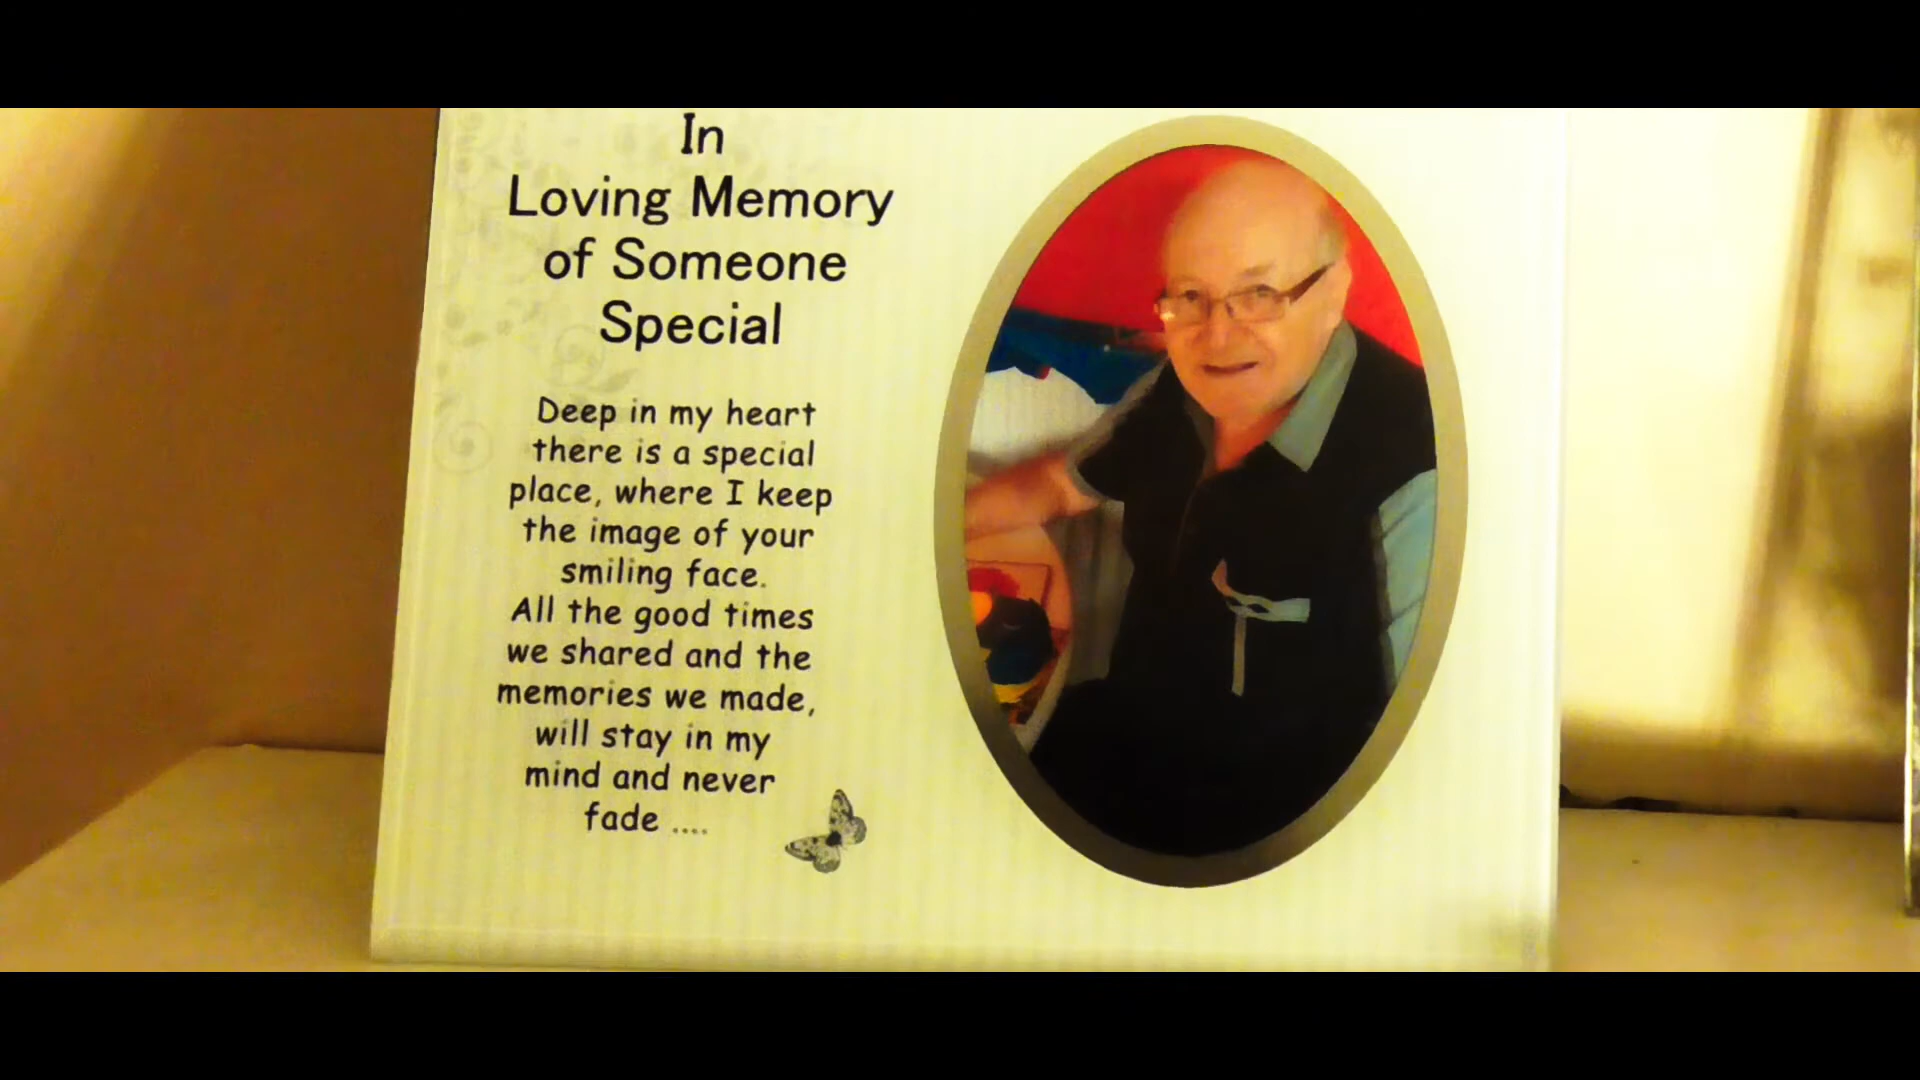 In
Loving Memory
of Someone
Special
Deep in my heart
there is a special
place, where I keep
the image of your
smiling face.
All the good times
we shared and the
memories we made,
will stay in my
mind and never
fade ....